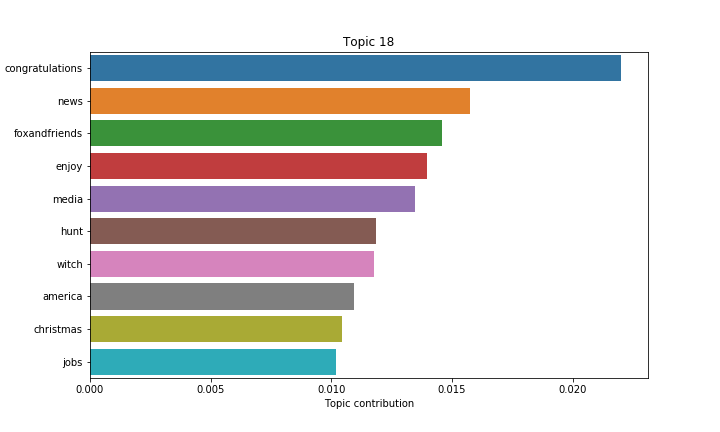 Topic 18
congratulations
news
foxandfriends
enjoy
media
hunt
witch
america
christmas
jobs
0.000 0.005 0.010 0.015 0.020
Topic contribution